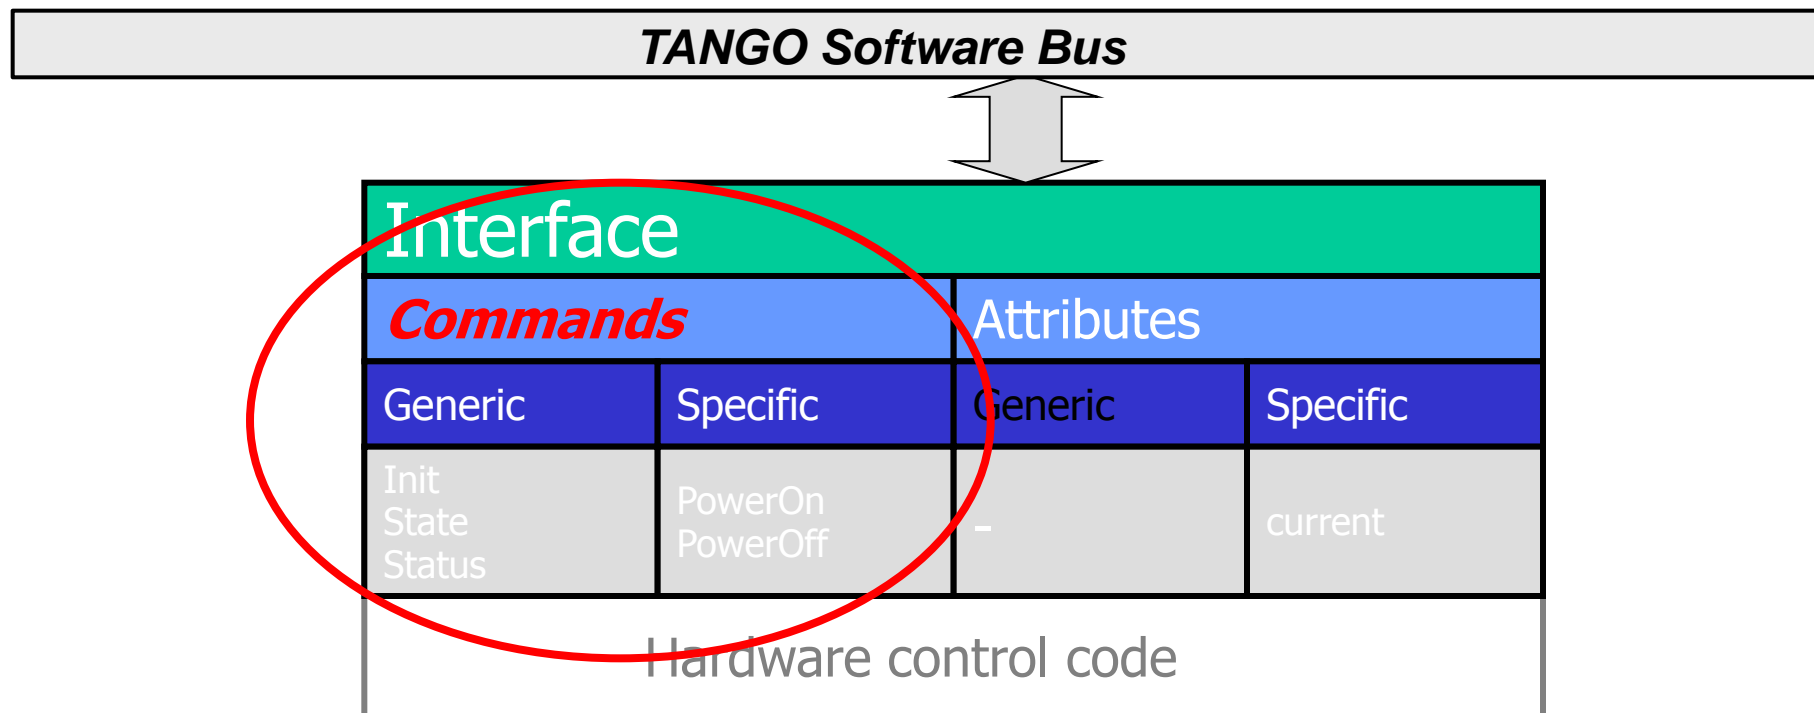 TANGO Software Bus
Interface
Commands
Attributes
Generic
Specific
Generic
Specific
Init
State
Status
PowerOn
PowerOff
-
current
Hardware control code